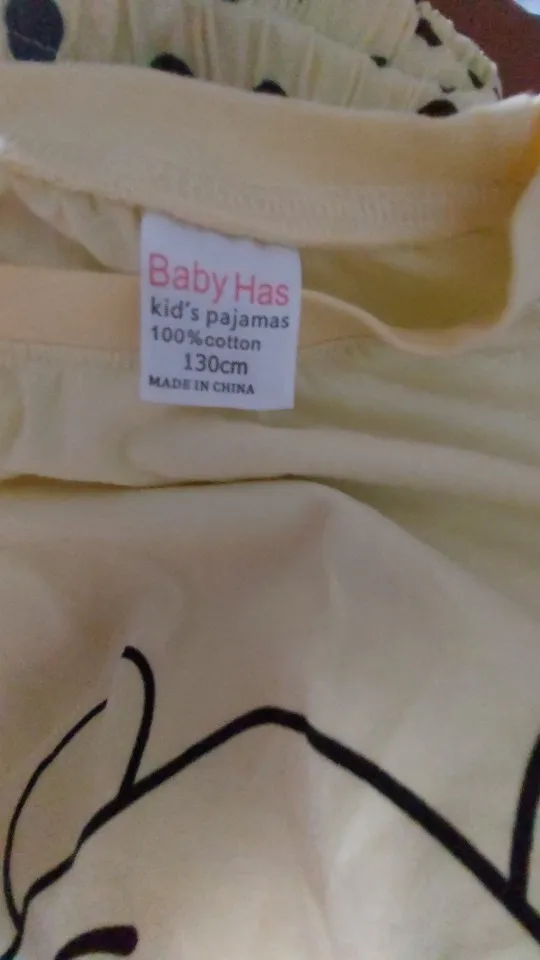 Baby Has
kid's pajamas
100%cotton
130cm
MADE IN CHINA